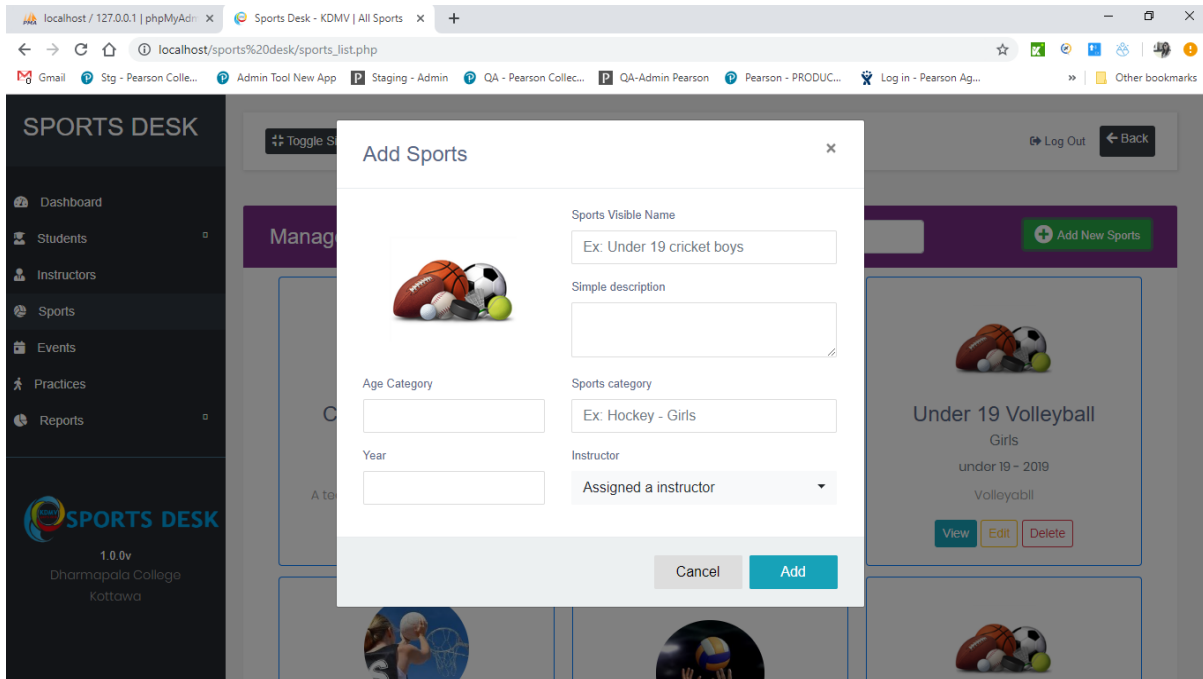 localhost / 127.0.0.1 | phpMyAdn
Sports Desk - KDMV | All Sports
localhost/sports%20desk/sports_list.php
Gmail
Stg - Pearson Colle...
Admin Tool New App
Staging - Admin
QA - Pearson Collec...
QA-Admin Pearson
Pearson - PRODUC...
Log in - Pearson Ag...
Other bookmarks
SPORTS DESK
Toggle S
Log Out
Back
Dashboard
Students
Instructors
Sports
Events
Practices
Reports
KDMV
SPORTS DESK
1.0.0v
Dharmapala College
Kottawa
Manag
Add New Sports
C
A te
Add Sports
Sports Visible Name
Ex: Under 19 cricket boys
Simple description
Age Category
Sports category
Ex: Hockey - Girls
Year
Instructor
Assigned a instructor
Cancel
Add
Under 19 Volleyball
Girls
under 19 - 2019
Volleyabll
View
Edit
Delete